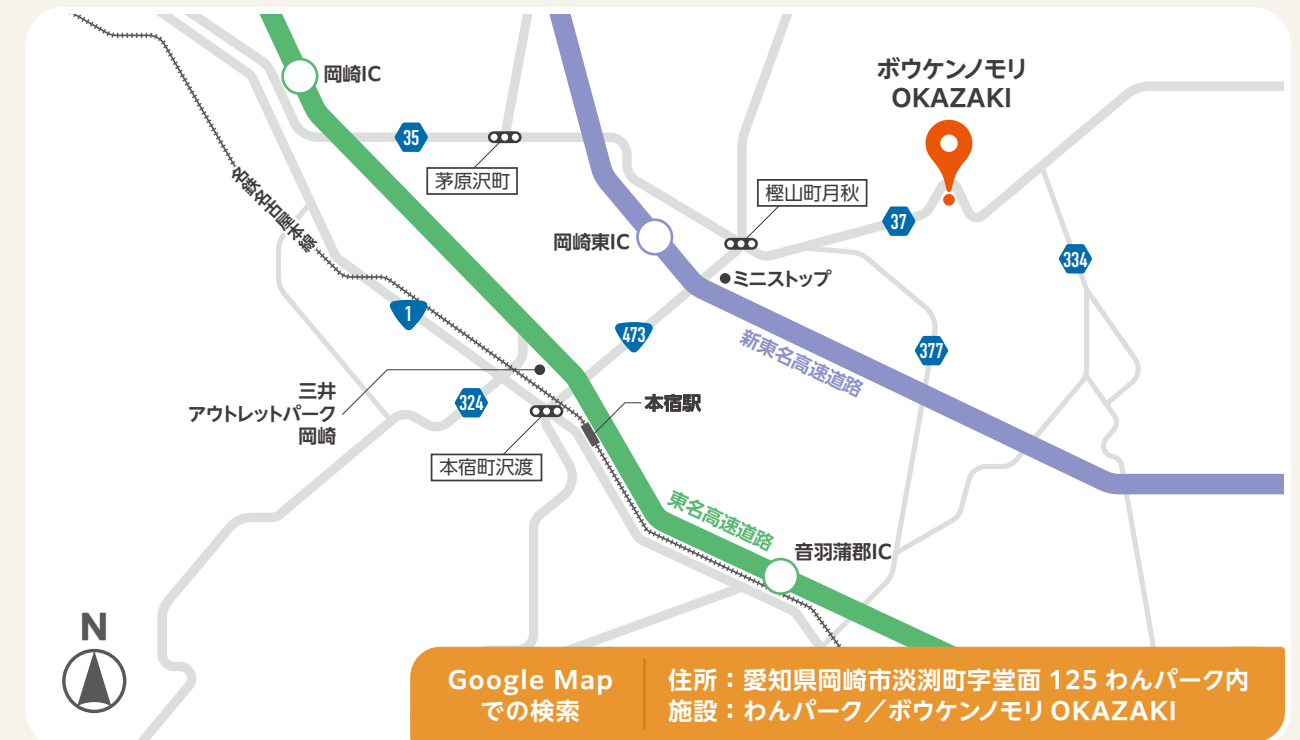 岡崎IC
ボウケンノモリ
OKAZAKI
35
茅原沢町
樫山町月秋
名鉄名古屋本線
岡崎東IC
37
334
ミニストップ
1
473
新東名高速道路
377
三井
アウトレットパーク
岡崎
324
本宿駅
本宿町沢渡
東名高速道路
音羽蒲郡IC
N
Google Map
での検索
住所：愛知県岡崎市淡渕町字堂面 125 わんパーク内
施設：わんパーク／ボウケンノモリ OKAZAKI